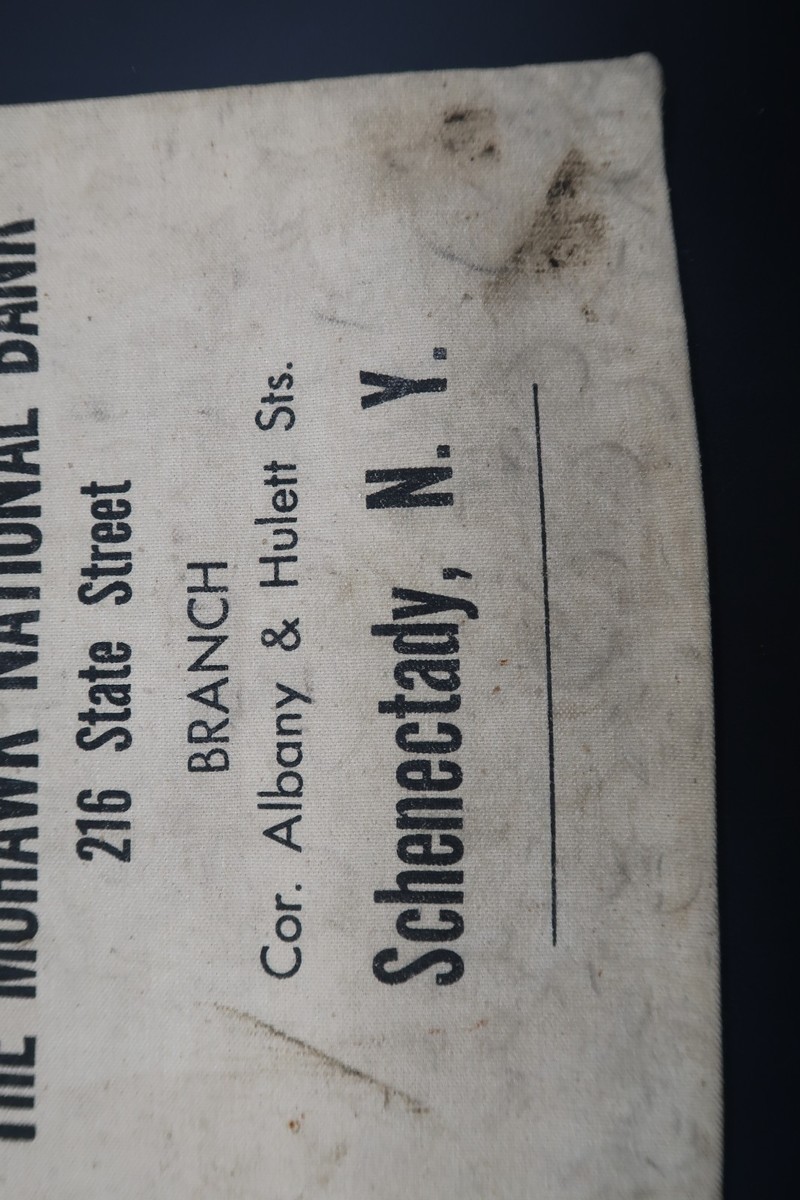 THE MOHAWK NATIONAL BANK
216 State Street
BRANCH
Cor. Albany & Hulett Sts.
Schenectady, N. Y.